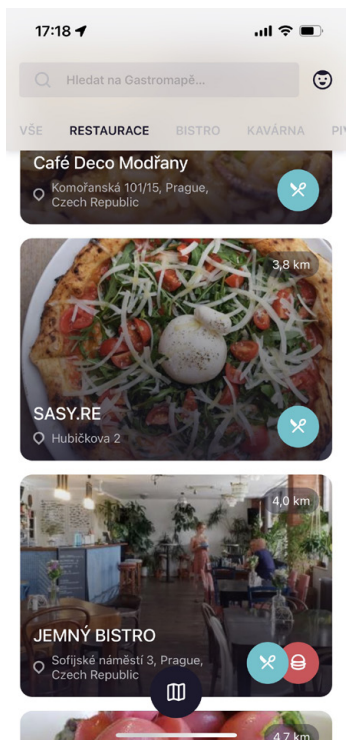 17:18
Hledat na Gastromapě...
VŠE RESTAURACE BISTRO KAVÁRNA PIV
Café Deco Modřany
Komořanská 101/15, Prague,
Czech Republic
3,8 km
SASY.RE
Hubičkova 2
4,0 km
JEMNÝ BISTRO
Sofijské náměstí 3, Prague,
Czech Republic
4,7 km